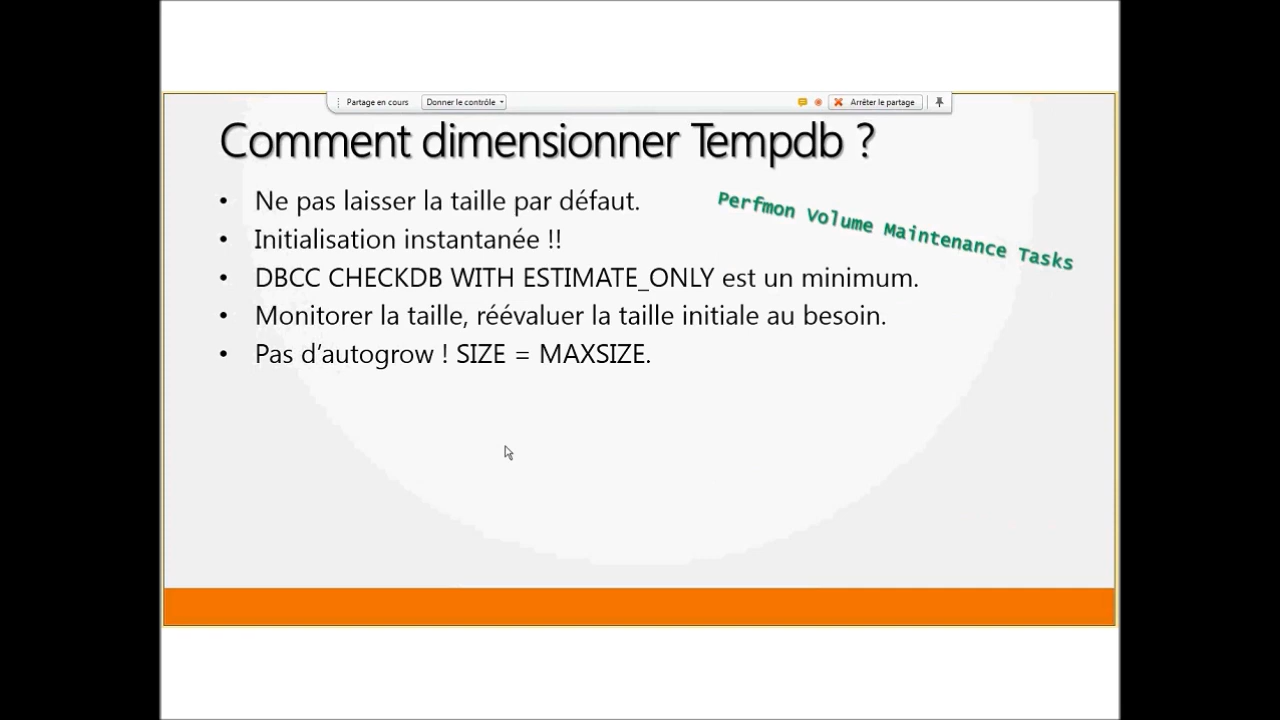 Partage en cours Donner le contrôle Arrêter le partage
Comment dimensionner Tempdb ?
• Ne pas laisser la taille par défaut.
Perfmon Volume Maintenance Tasks
• Initialisation instantanée !!
• DBCC CHECKDB WITH ESTIMATE_ONLY est un minimum.
• Monitorer la taille, réévaluer la taille initiale au besoin.
• Pas d’autogrow ! SIZE = MAXSIZE.